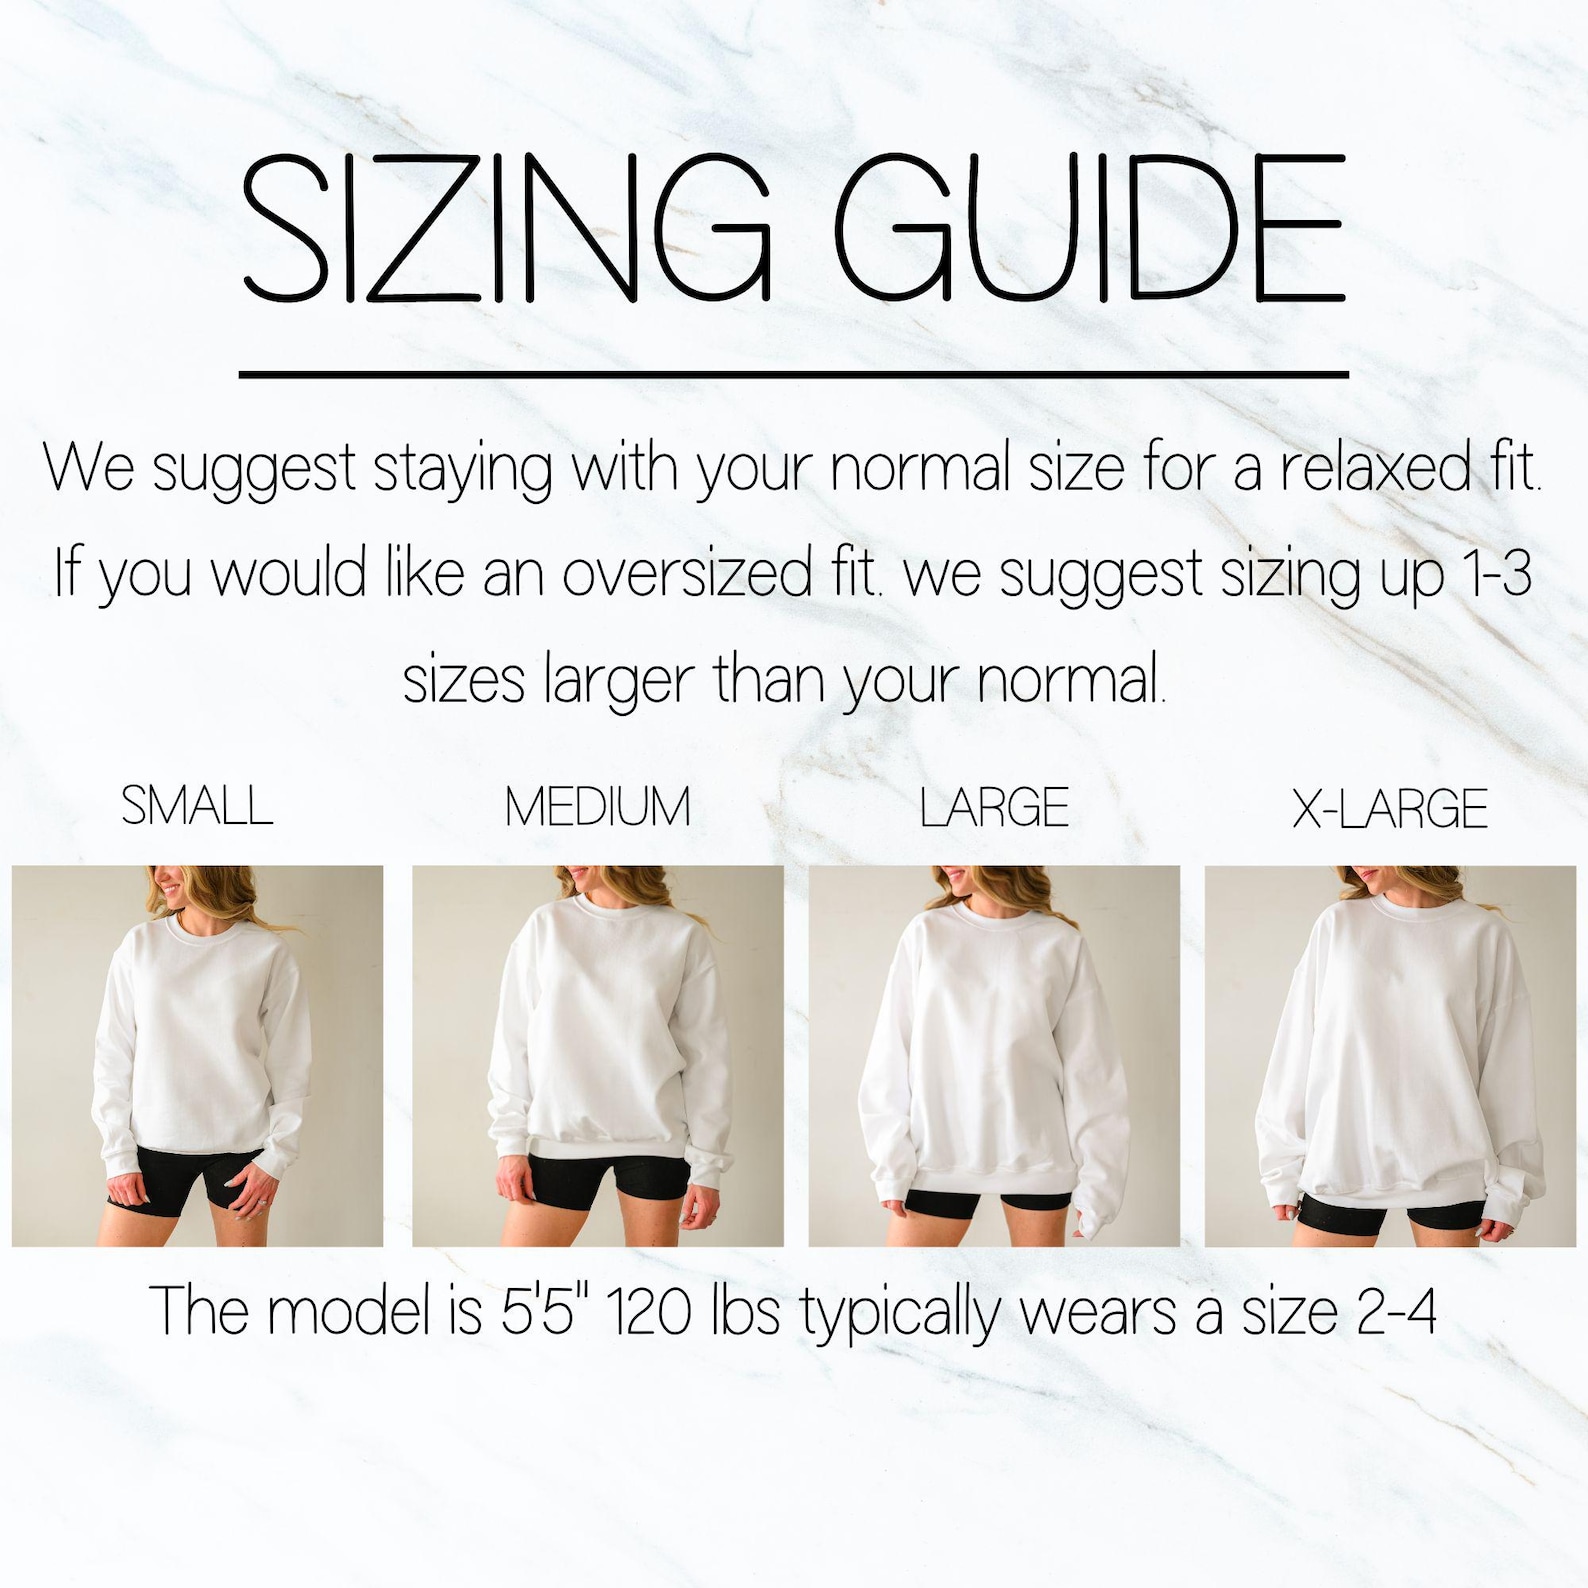 SIZING GUIDE
We suggest staying with your normal size for a relaxed fit.
If you would like an oversized fit. we suggest sizing up 1-3
sizes larger than your normal.
SMALL MEDIUM LARGE X-LARGE
The model is 5'5" 120 lbs typically wears a size 2-4